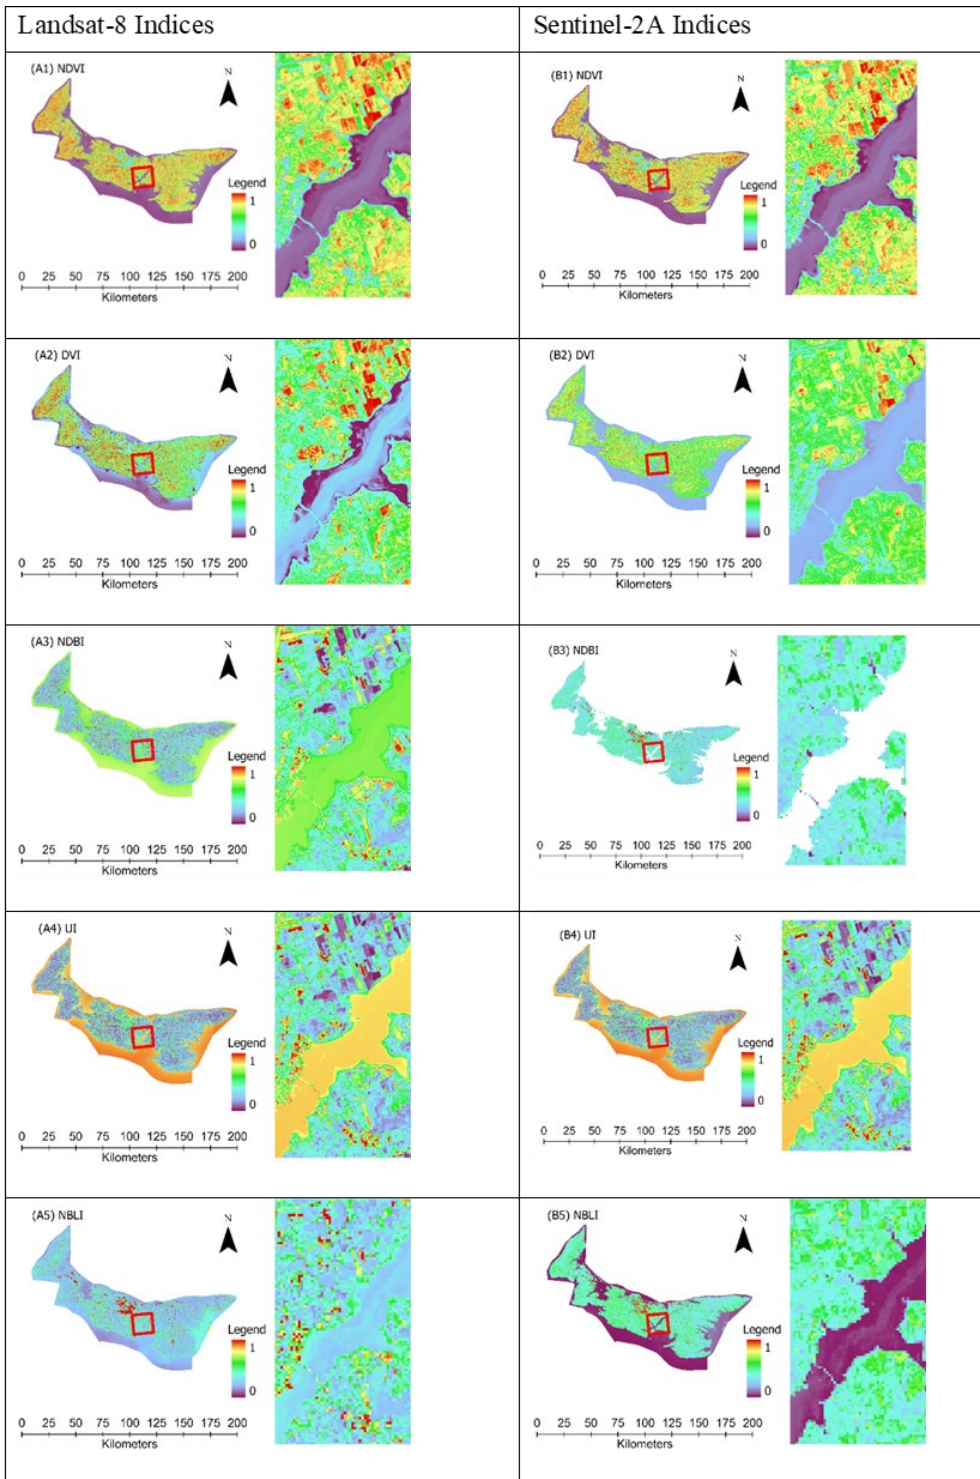 Landsat-8 Indices
Sentinel-2A Indices
(A1) NDVI
N
Legend
1
0
0 25 50 75 100 125 150 175 200
Kilometers
(B1) NDVI
N
Legend
1
0
0 25 50 75 100 125 150 175 200
Kilometers
(A2) DVI
N
Legend
1
0
0 25 50 75 100 125 150 175 200
Kilometers
(B2) DVI
N
Legend
1
0
0 25 50 75 100 125 150 175 200
Kilometers
(A3) NDBI
N
Legend
1
0
0 25 50 75 100 125 150 175 200
Kilometers
(B3) NDBI
N
Legend
1
0
0 25 50 75 100 125 150 175 200
Kilometers
(A4) UI
N
Legend
1
0
0 25 50 75 100 125 150 175 200
Kilometers
(B4) UI
N
Legend
1
0
0 25 50 75 100 125 150 175 200
Kilometers
(A5) NBLI
N
Legend
1
0
0 25 50 75 100 125 150 175 200
Kilometers
(B5) NBLI
N
Legend
1
0
0 25 50 75 100 125 150 175 200
Kilometers